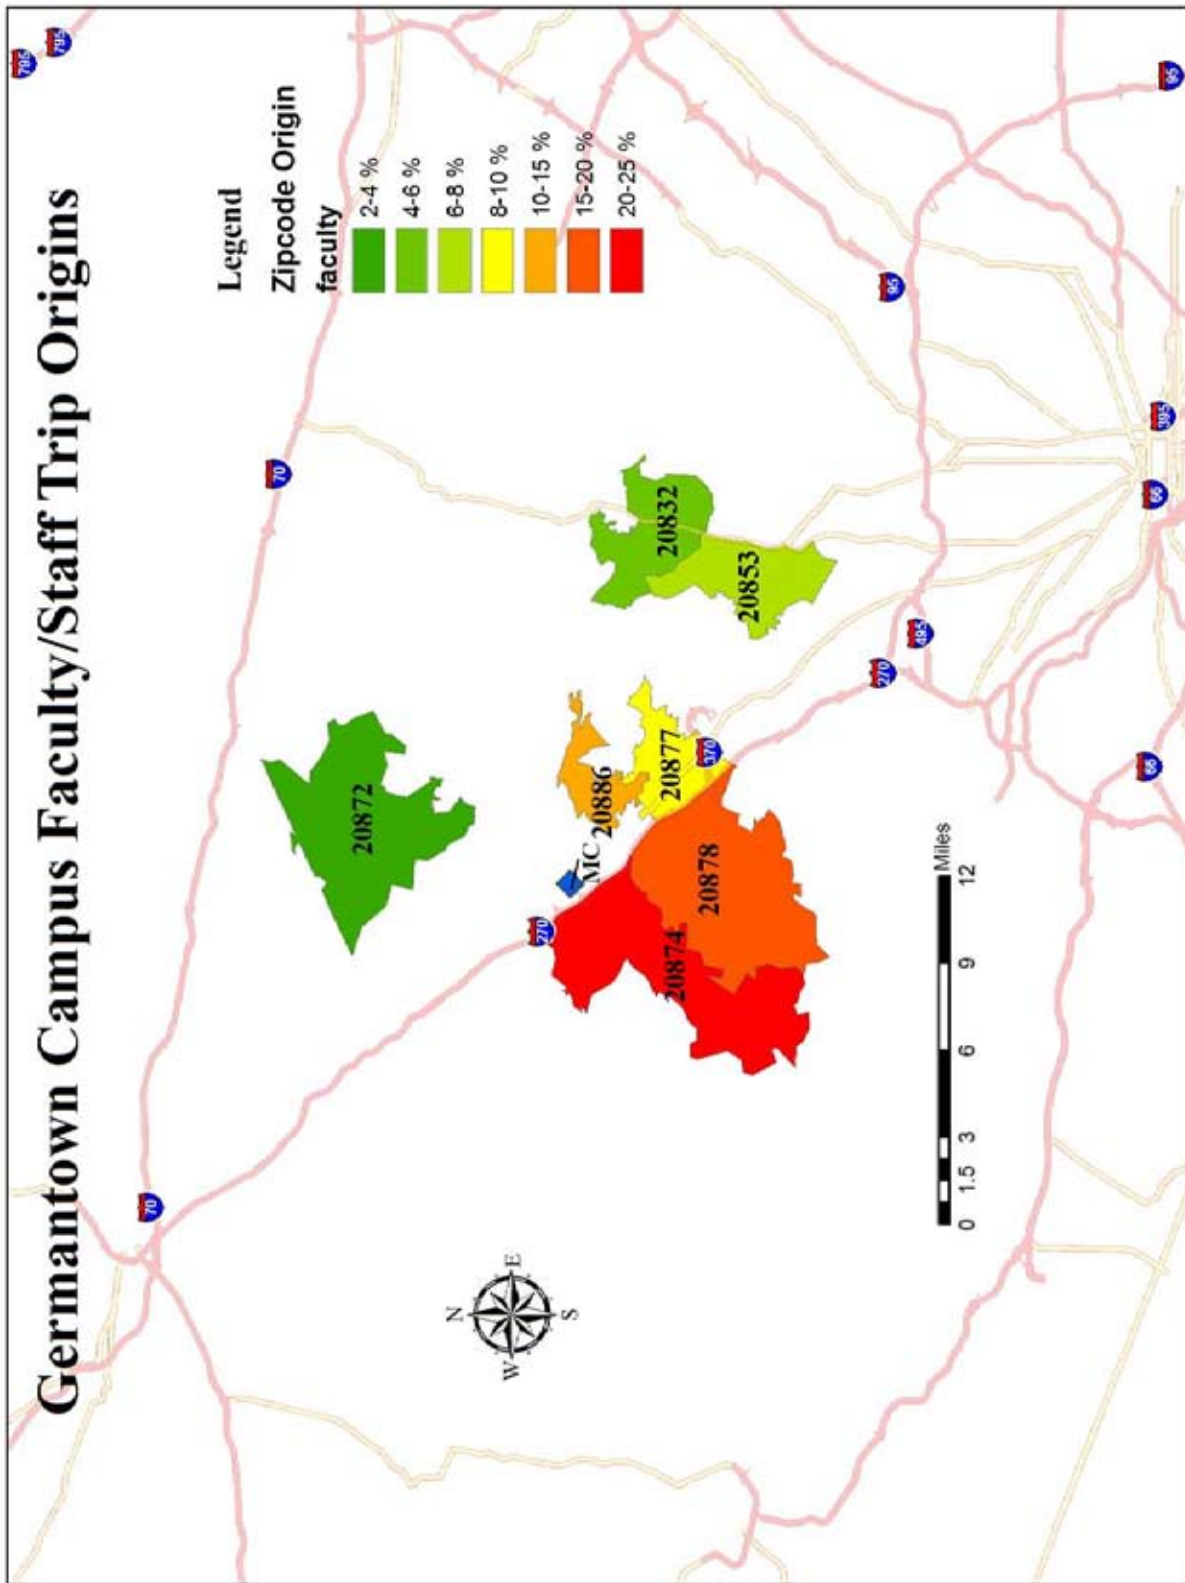 Germantown Campus Faculty/Staff Trip Origins
795
795
Legend
Zipcode Origin
faculty
2-4 %
4-6 %
6-8 %
8-10 %
10-15 %
15-20 %
20-25 %
70
70
20872
270
MC
20886
20877
370
20874
20878
20832
20853
N
W
E
S
270
495
95
95
395
66
66
0 1.5 3 6 9 12
Miles